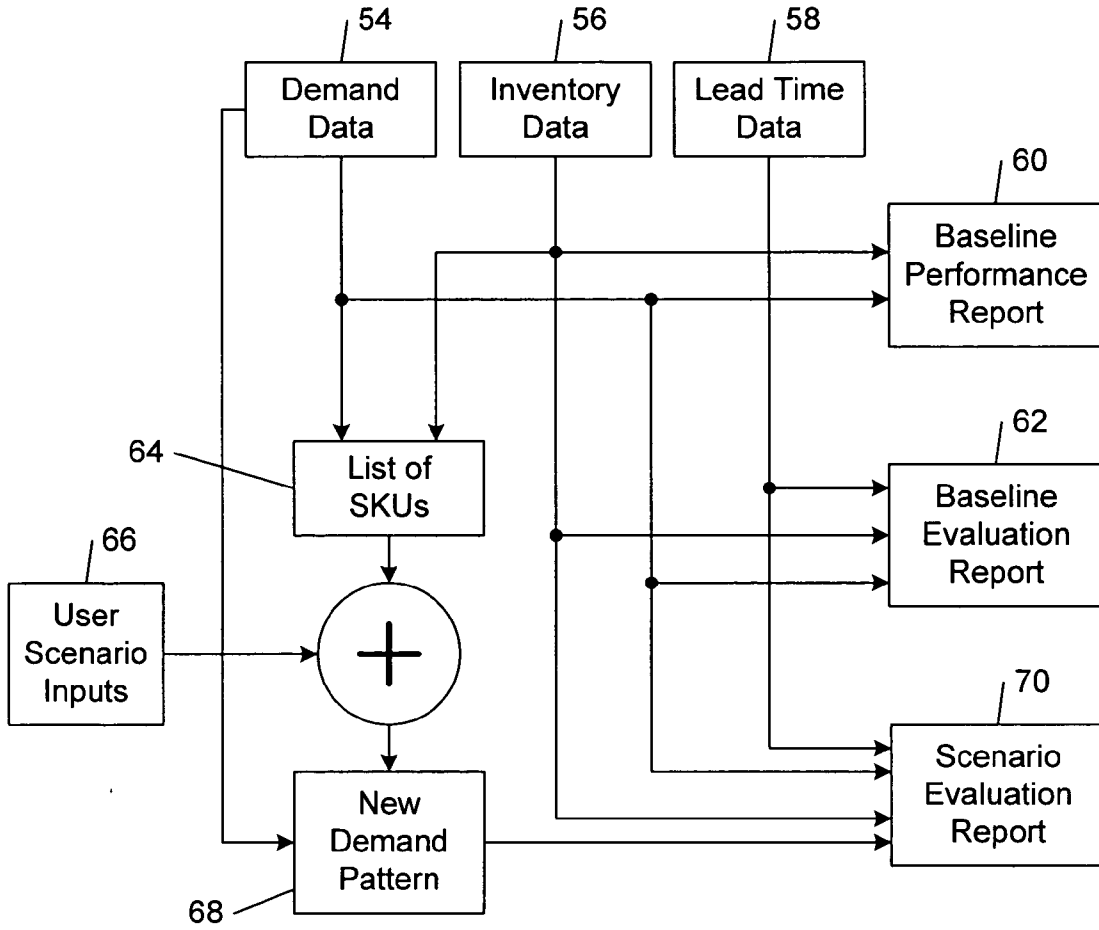 54
56
58
Demand
Data
Inventory
Data
Lead Time
Data
60
Baseline
Performance
Report
64
List of
SKUs
62
Baseline
Evaluation
Report
66
User
Scenario
Inputs
70
Scenario
Evaluation
Report
New
Demand
Pattern
68